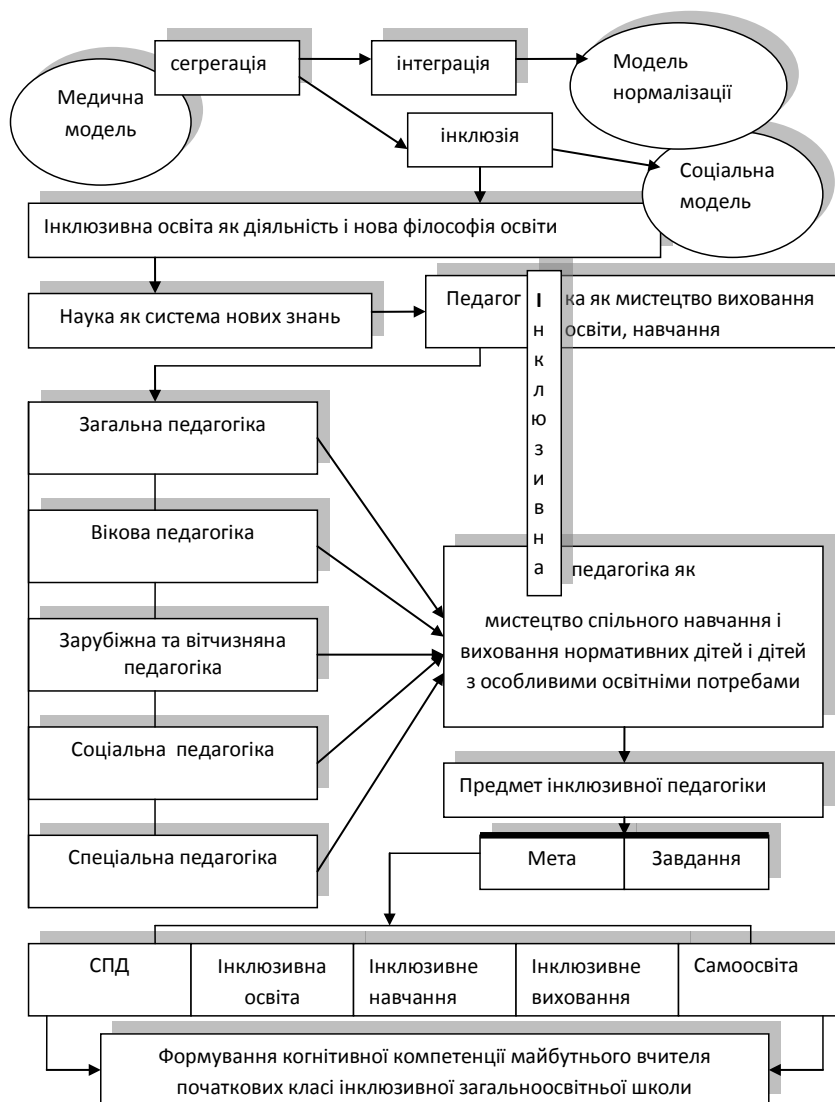 сегрегація
інтеграція
Модель
нормалізації
Медична
модель
інклюзія
Соціальна
модель
Інклюзивна освіта як діяльність і нова філософія освіти
Наука як система нових знань
Педагог ка як мистецтво виховання
освіти, навчання
І
н
к
л
ю
з
и
в
н
а
Загальна педагогіка
Вікова педагогіка
Зарубіжна та вітчизняна
педагогіка
Соціальна педагогіка
Спеціальна педагогіка
педагогіка як
мистецтво спільного навчання і
виховання нормативних дітей і дітей
з особливими освітніми потребами
Предмет інклюзивної педагогіки
Мета
Завдання
СПД
Інклюзивна
освіта
Інклюзивне
навчання
Інклюзивне
виховання
Самоосвіта
Формування когнітивної компетенції майбутнього вчителя
початкових класі інклюзивної загальноосвітньої школи